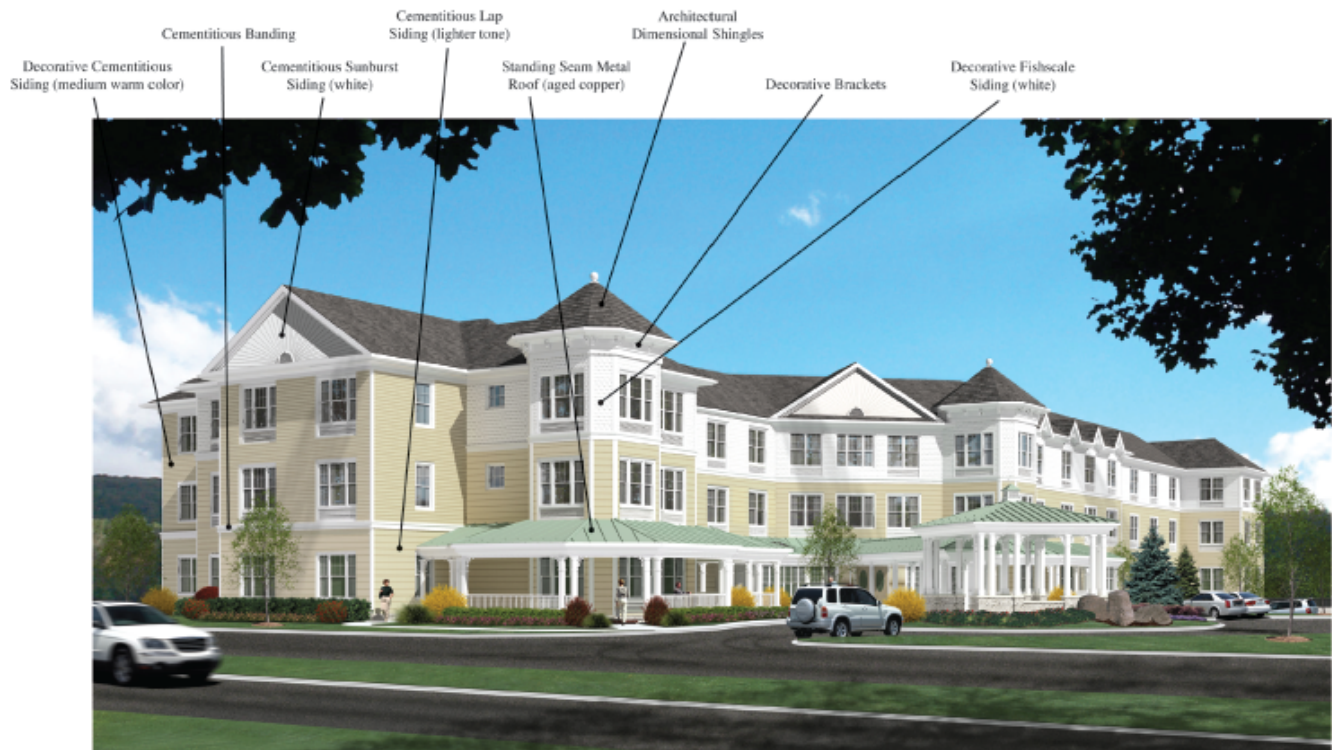 Cementitious Lap
Siding (lighter tone)
Architectural
Dimensional Shingles
Cementitious Banding
Decorative Cementitious
Siding (medium warm color)
Cementitious Sunburst
Siding (white)
Standing Seam Metal
Roof (aged copper)
Decorative Brackets
Decorative Fishscale
Siding (white)